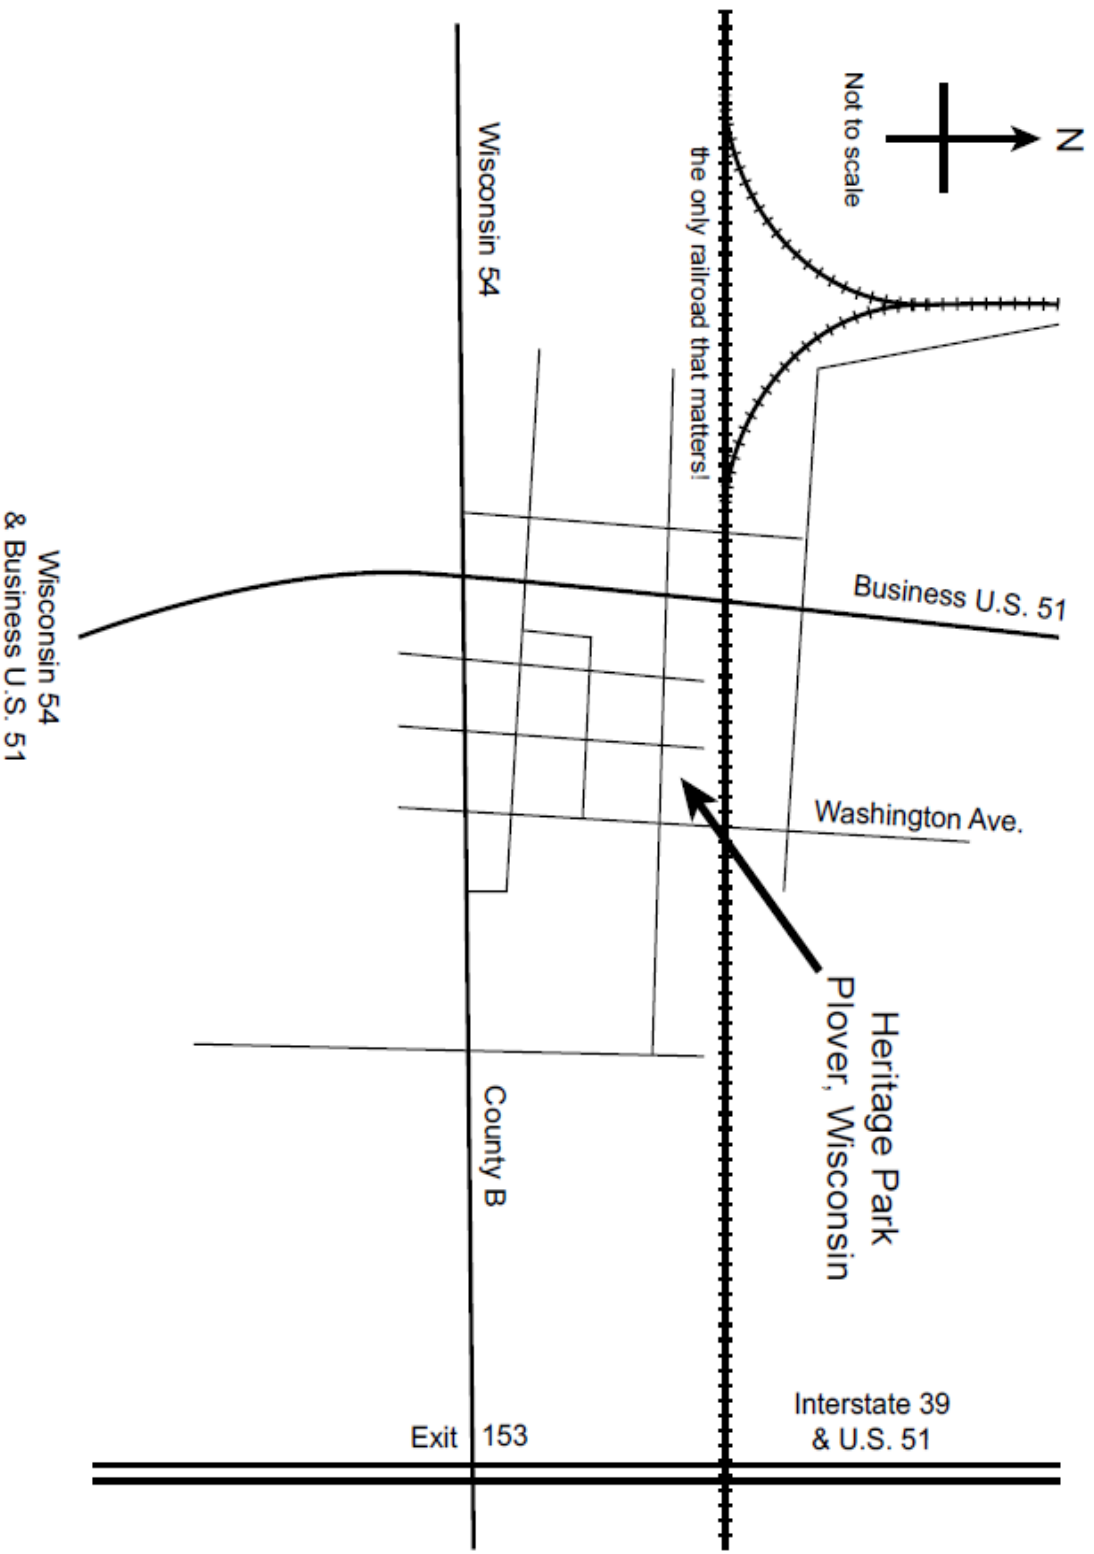 N
Not to scale
the only railroad that matters!
Wisconsin 54
Business U.S. 51
Wisconsin 54
& Business U.S. 51
Washington Ave.
Heritage Park
Plover, Wisconsin
County B
Interstate 39
& U.S. 51
Exit 153